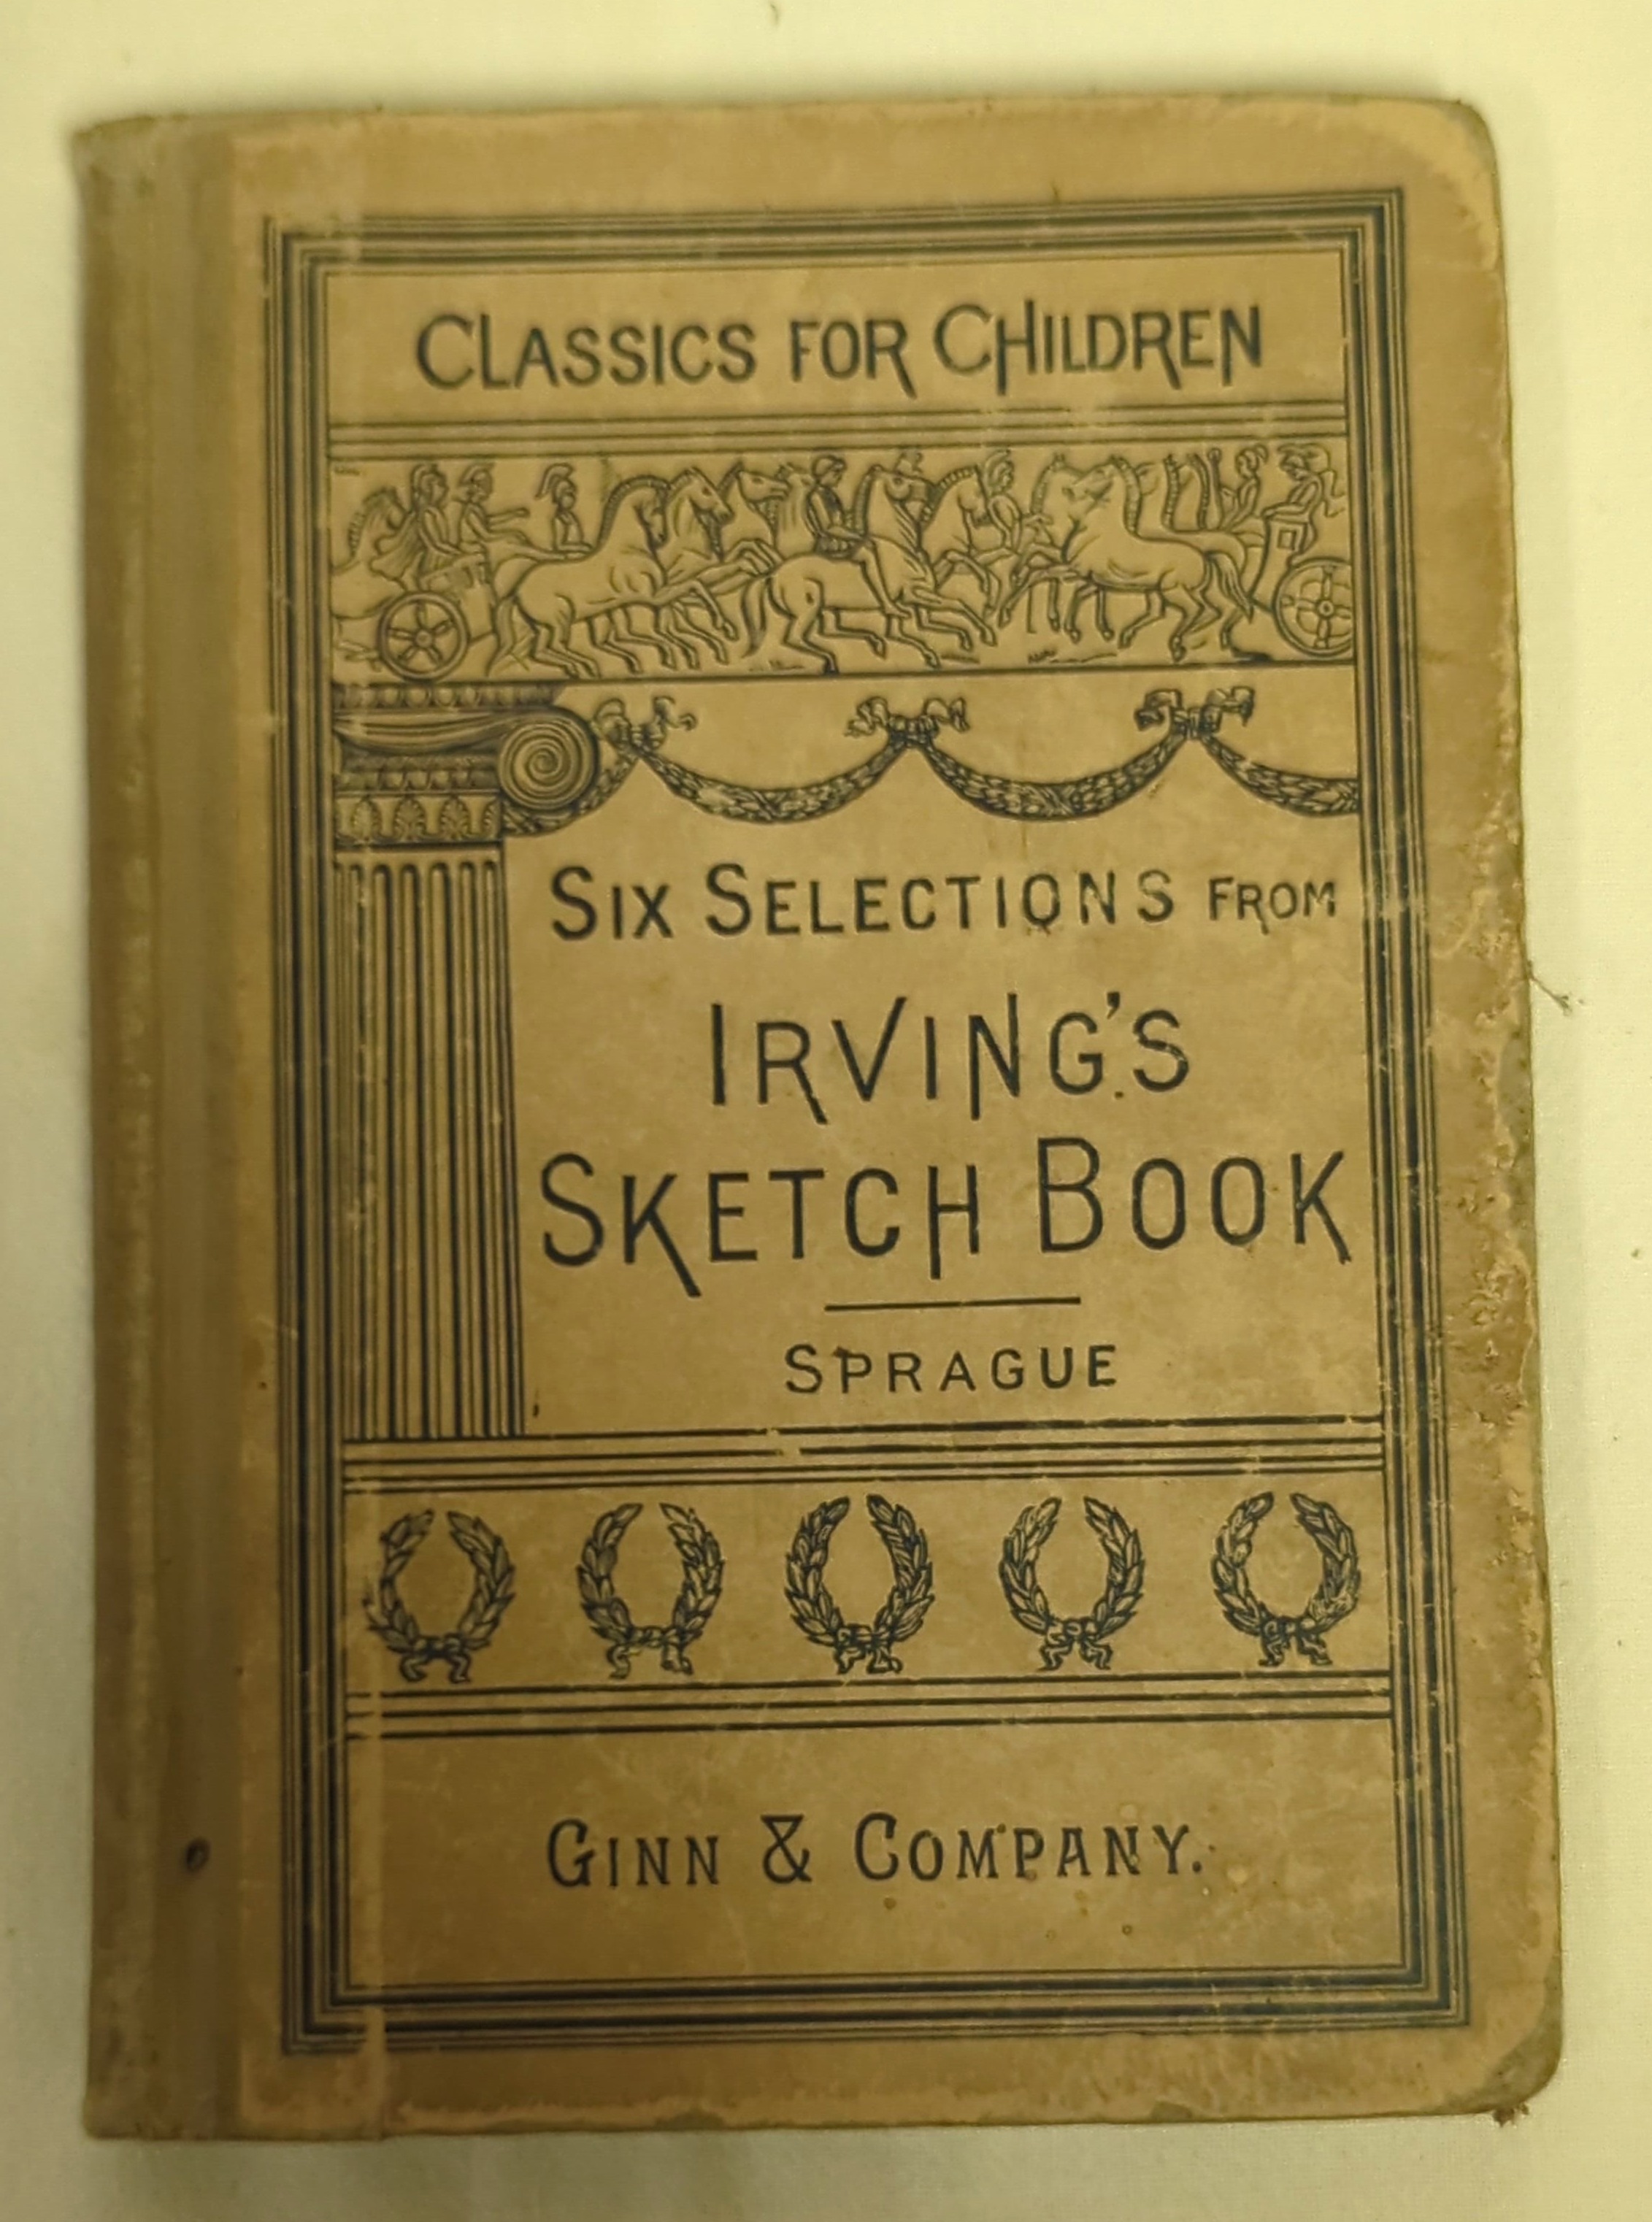 CLASSICS FOR CHILDREN
SIX SELECTIONS FROM
IRVING'S
SKETCH BOOK
SPRAGUE
GINN & COMPANY.